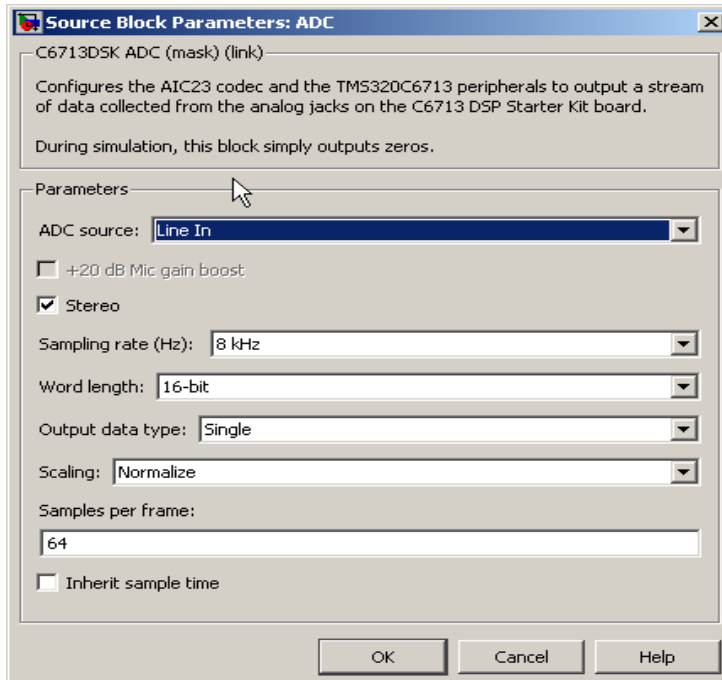 Source Block Parameters: ADC
C6713DSK ADC (mask) (link)
Configures the AIC23 codec and the TMS320C6713 peripherals to output a stream
of data collected from the analog jacks on the C6713 DSP Starter Kit board.
During simulation, this block simply outputs zeros.
Parameters
ADC source: Line In
+20 dB Mic gain boost
Stereo
Sampling rate (Hz): 8 kHz
Word length: 16-bit
Output data type: Single
Scaling: Normalize
Samples per frame:
64
Inherit sample time
OK Cancel Help